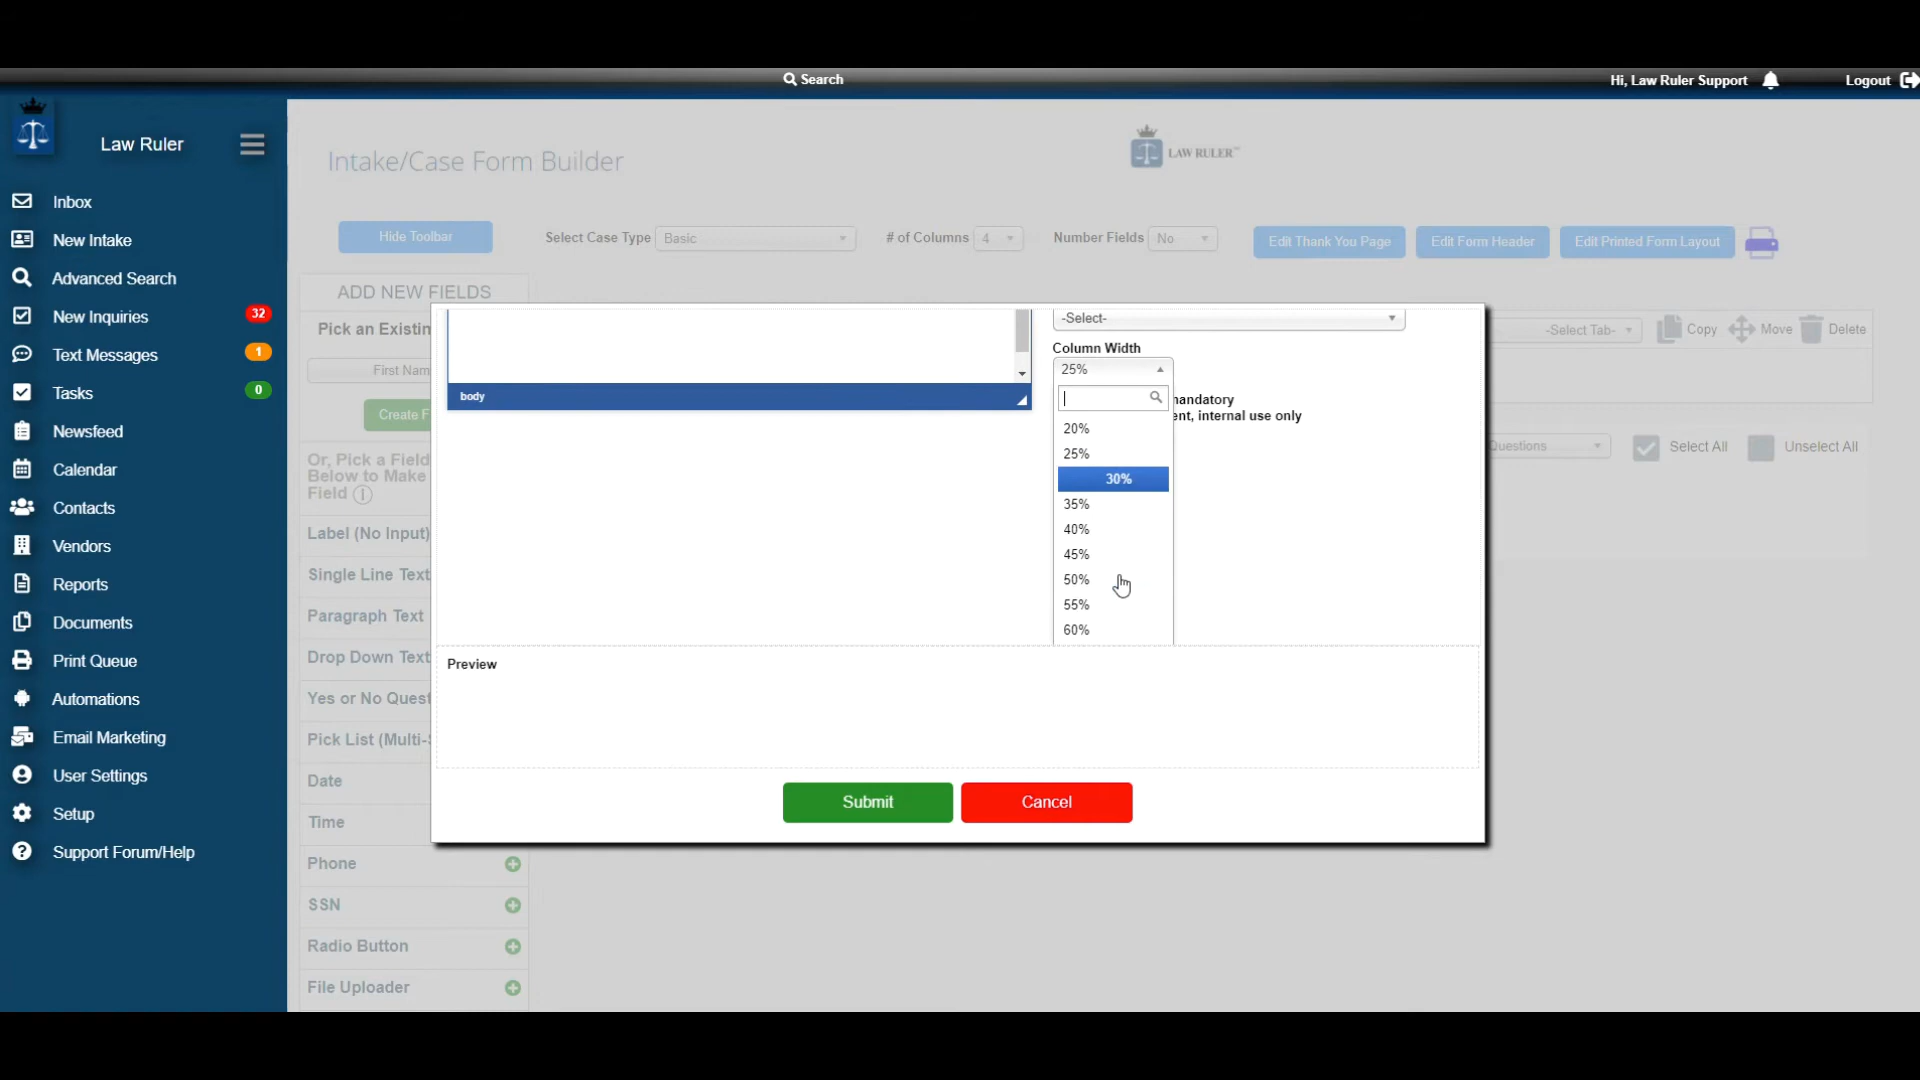 Search
Hi, Law Ruler Support
Logout
Law Ruler
Inbox
New Intake
Advanced Search
New Inquiries 32
Text Messages 1
Tasks 0
Newsfeed
Calendar
Contacts
Vendors
Reports
Documents
Print Queue
Automations
Email Marketing
User Settings
Setup
Support Forum/Help
Intake/Case Form Builder
LAW RULER
Hide Toolbar
Select Case Type Basic
# of Columns 4
Number Fields No
Edit Thank You Page
Edit Form Header
Edit Printed Form Layout
ADD NEW FIELDS
Pick an Existin
First Nam
Create F
Or, Pick a Field
Below to Make
Field
Label (No Input)
Single Line Text
Paragraph Text
Drop Down Text
Yes or No Quest
Pick List (Multi-
Date
Time
Phone
SSN
Radio Button
File Uploader
-Select Tab-
Copy
Move
Delete
Questions
Select All
Unselect All
body
-Select-
Column Width
25%
mandatory
ent, internal use only
20%
25%
30%
35%
40%
45%
50%
55%
60%
Preview
Submit
Cancel